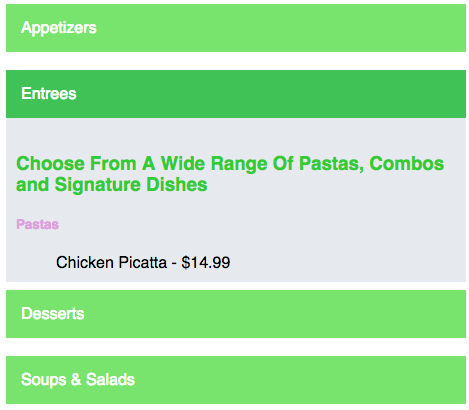 Appetizers
Entrees
Choose From A Wide Range Of Pastas, Combos
and Signature Dishes
Pastas
Chicken Picatta - $14.99
Desserts
Soups & Salads